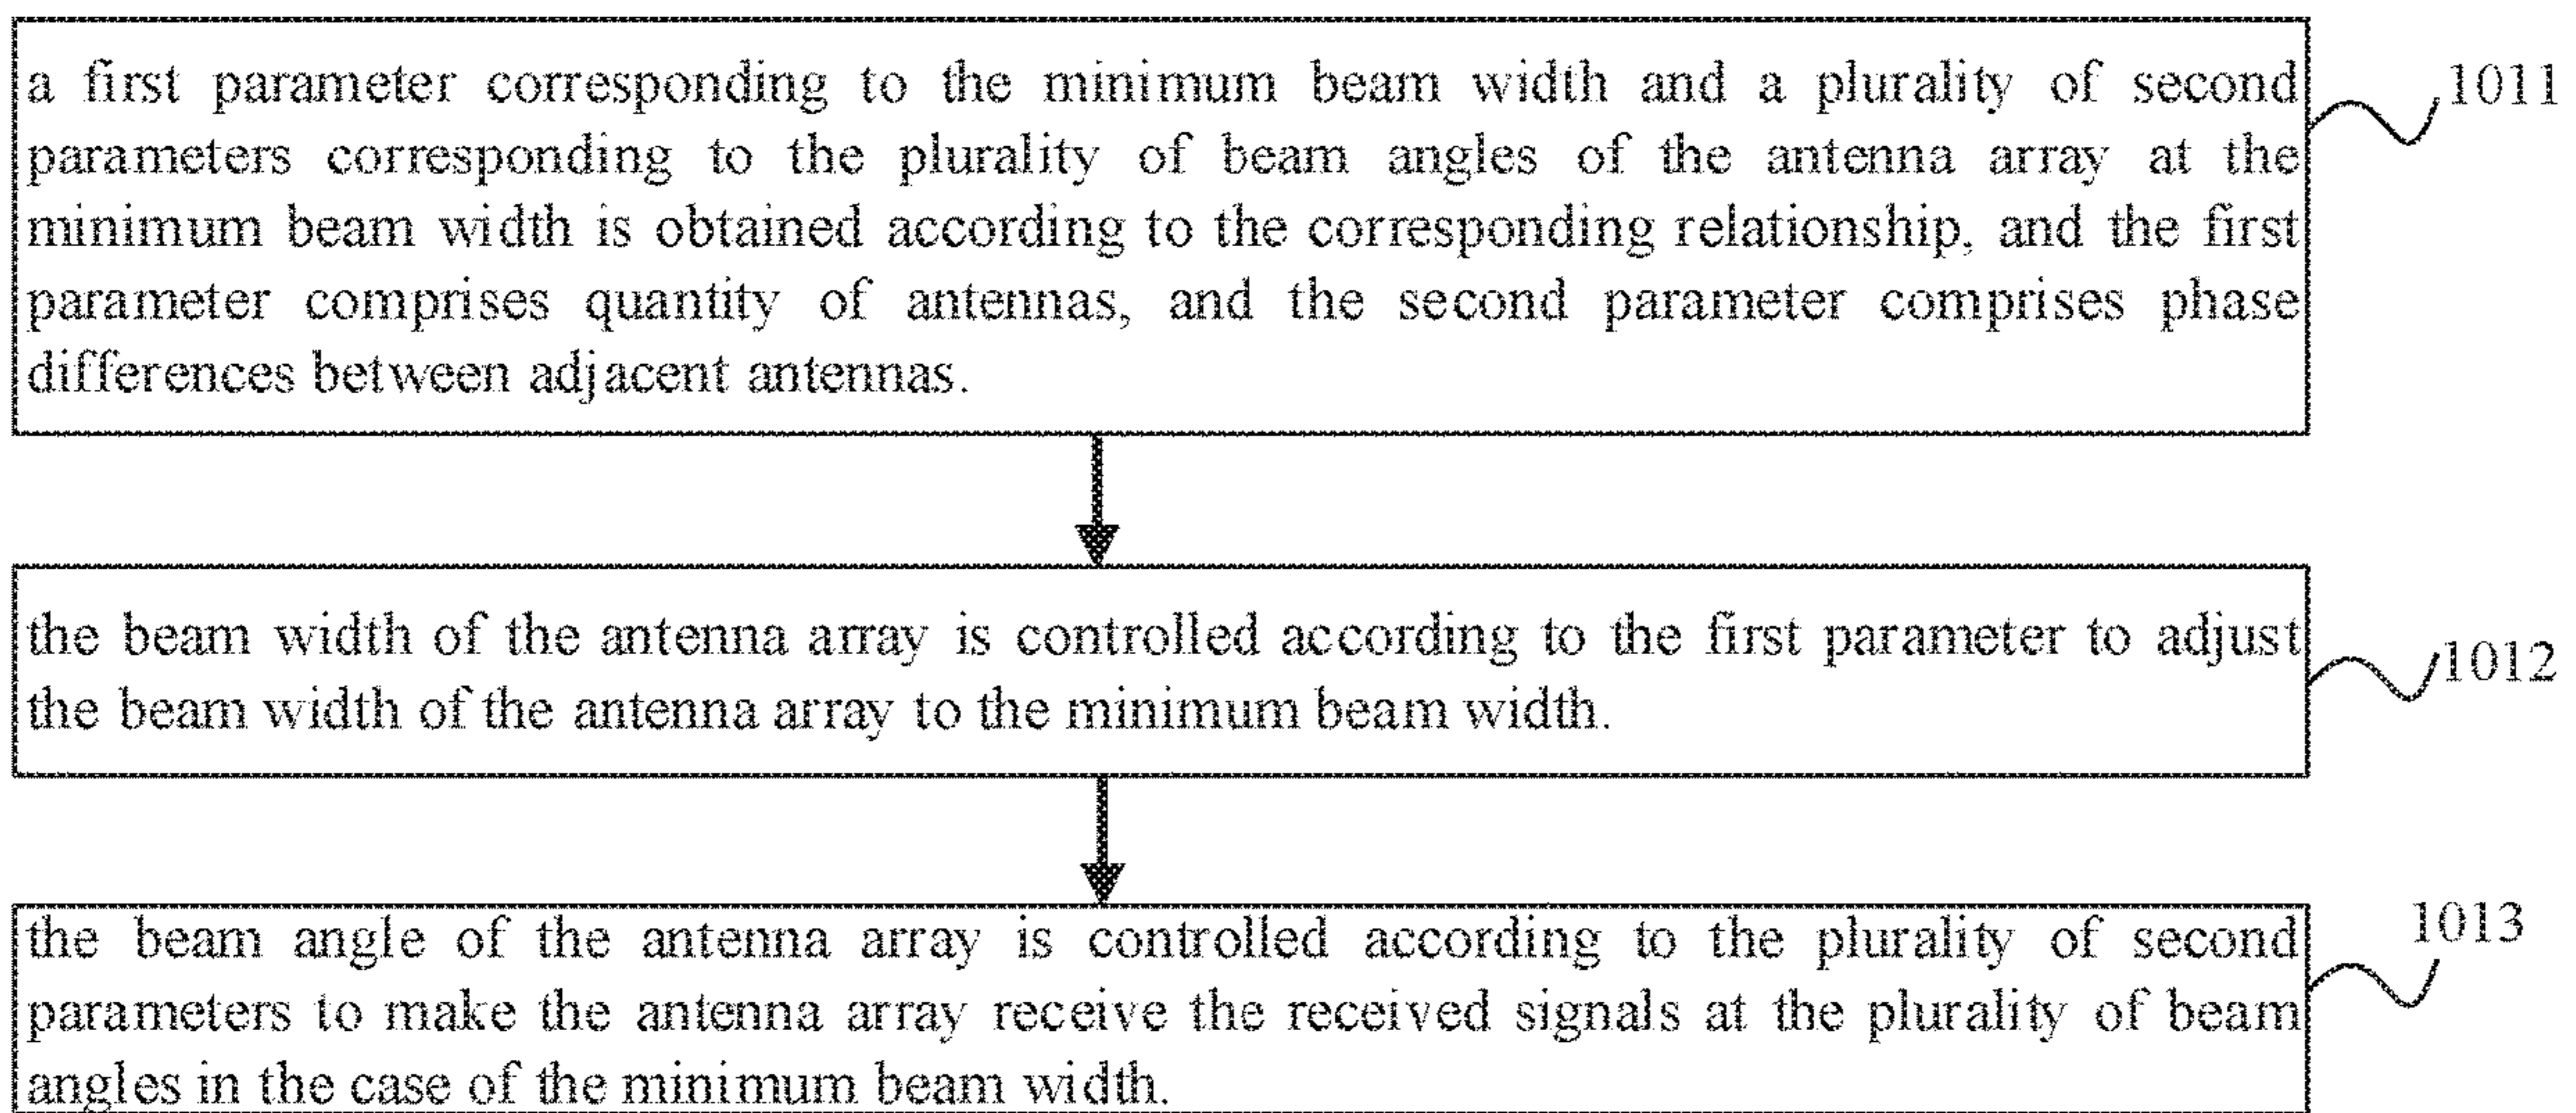 a first parameter corresponding to the minimum beam width and a plurality of second
parameters corresponding to the plurality of beam angles of the antenna array at the
minimum beam width is obtained according to the corresponding relationship, and the first
parameter comprises quantity of antennas, and the second parameter comprises phase
differences between adjacent antennas.
1011
the beam width of the antenna array is controlled according to the first parameter to adjust
the beam width of the antenna array to the minimum beam width.
1012
the beam angle of the antenna array is controlled according to the plurality of second
parameters to make the antenna array receive the received signals at the plurality of beam
angles in the case of the minimum beam width.
1013